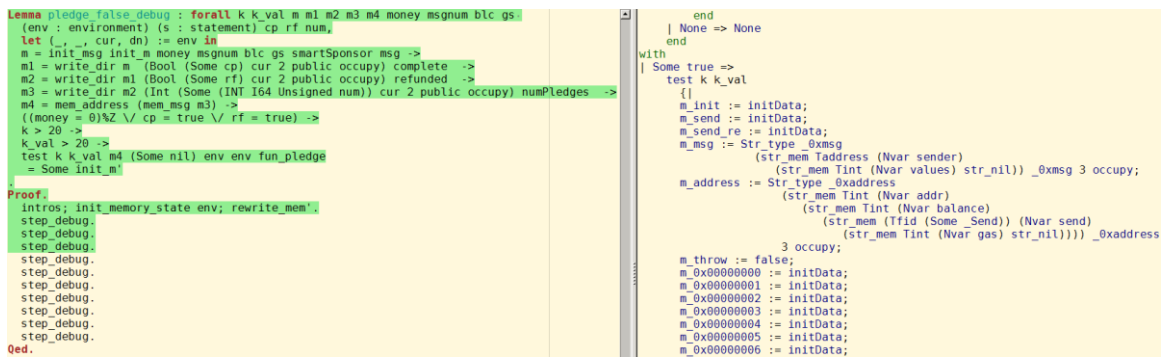 Lemma pledge_false_debug : forall k k_val m m1 m2 m3 m4 money msgnum blc gs
(env : environment) (s : statement) cp rf num,
let (_, _, cur, dn) := env in
m = init_msg init_m money msgnum blc gs smartSponsor msg ->
m1 = write_dir m (Bool (Some cp) cur 2 public occupy) complete ->
m2 = write_dir m1 (Bool (Some rf) cur 2 public occupy) refunded ->
m3 = write_dir m2 (Int (Some (INT I64 Unsigned num)) cur 2 public occupy) numPledges ->
m4 = mem_address (mem_msg m3) ->
((money = 0)%Z \/ cp = true \/ rf = true) ->
k > 20 ->
k_val > 20 ->
test k k_val m4 (Some nil) env env fun_pledge
= Some init_m'
.
Proof.
intros; init_memory_state env; rewrite_mem'.
step_debug.
step_debug.
step_debug.
step_debug.
step_debug.
step_debug.
step_debug.
step_debug.
step_debug.
step_debug.
Qed.
end
| None => None
end
with
| Some true =>
test k k_val
{|
m_init := initData;
m_send := initData;
m_send_re := initData;
m_msg := Str_type _0xmsg
(str_mem Taddress (Nvar sender)
(str_mem Tint (Nvar values) str_nil)) _0xmsg 3 occupy;
m_address := Str_type _0xaddress
(str_mem Tint (Nvar addr)
(str_mem Tint (Nvar balance)
(str_mem (Tfid (Some _Send)) (Nvar send)
(str_mem Tint (Nvar gas) str_nil)))) _0xaddress
3 occupy;
m_throw := false;
m_0x00000000 := initData;
m_0x00000001 := initData;
m_0x00000002 := initData;
m_0x00000003 := initData;
m_0x00000004 := initData;
m_0x00000005 := initData;
m_0x00000006 := initData;